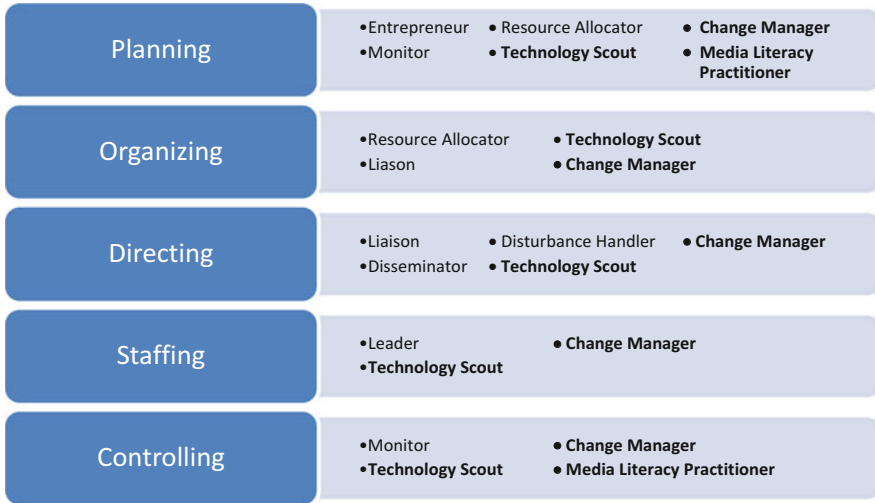 Planning
•Entrepreneur • Resource Allocator • Change Manager
•Monitor • Technology Scout • Media Literacy
Practitioner
Organizing
•Resource Allocator • Technology Scout
•Liason • Change Manager
Directing
•Liaison • Disturbance Handler • Change Manager
•Disseminator • Technology Scout
Staffing
•Leader • Change Manager
•Technology Scout
Controlling
•Monitor • Change Manager
•Technology Scout • Media Literacy Practitioner